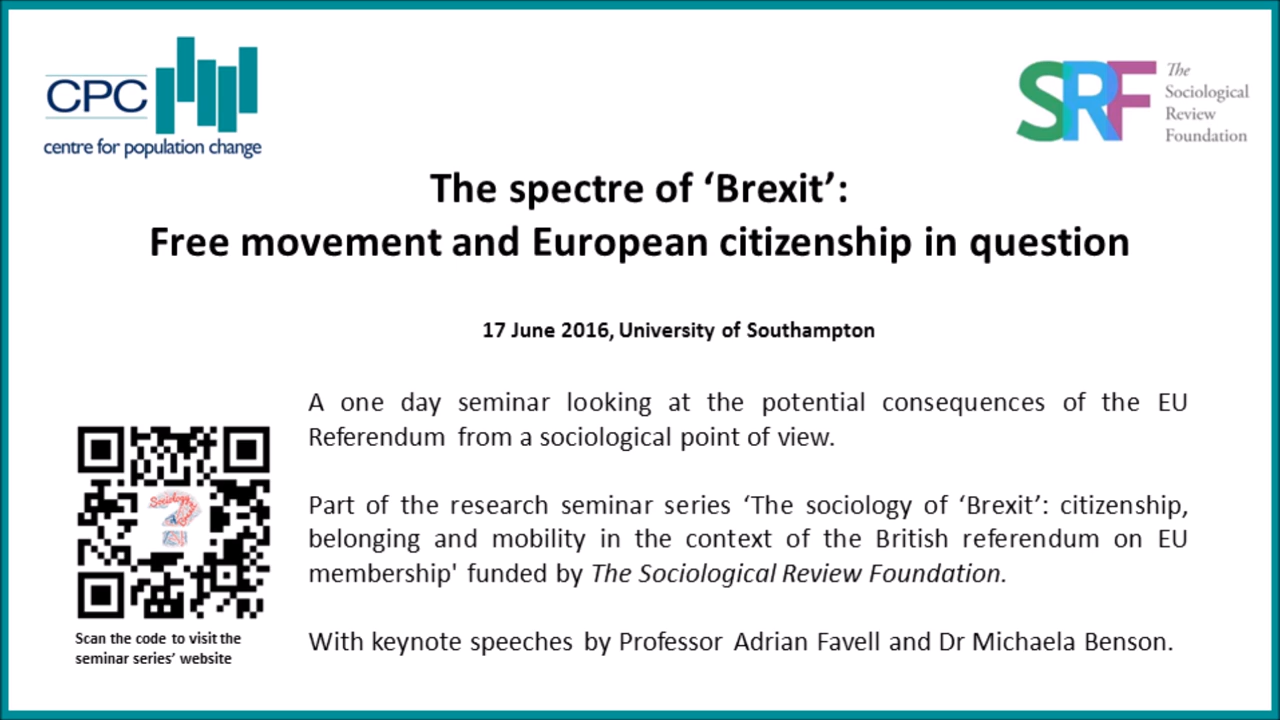 CPC
centre for population change
SRF
The
Sociological
Review
Foundation
The spectre of ‘Brexit’:
Free movement and European citizenship in question
17 June 2016, University of Southampton
A one day seminar looking at the potential consequences of the EU
Referendum from a sociological point of view.
Part of the research seminar series ‘The sociology of ‘Brexit’: citizenship,
belonging and mobility in the context of the British referendum on EU
membership' funded by The Sociological Review Foundation.
With keynote speeches by Professor Adrian Favell and Dr Michaela Benson.
Sociology
Scan the code to visit the
seminar series’ website